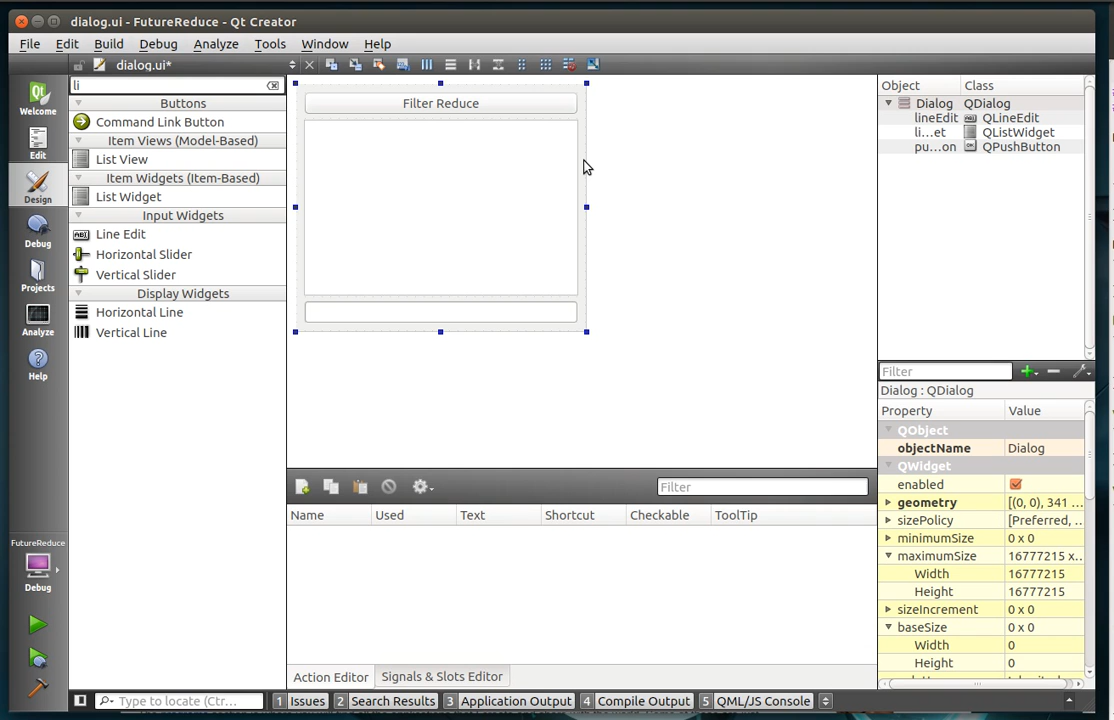 dialog.ui - FutureReduce - Qt Creator
File Edit Build Debug Analyze Tools Window Help
dialog.ui*
Welcome
Edit
Design
Debug
Projects
Analyze
Help
FutureReduce
Debug
li
Buttons
Command Link Button
Item Views (Model-Based)
List View
Item Widgets (Item-Based)
List Widget
Input Widgets
Line Edit
Horizontal Slider
Vertical Slider
Display Widgets
Horizontal Line
Vertical Line
Filter Reduce
Object Class
Dialog QDialog
lineEdit QLineEdit
li...et QListWidget
pu...on QPushButton
Filter
Dialog : QDialog
Property Value
QObject
objectName Dialog
QWidget
enabled
geometry [(0, 0), 341 ...
sizePolicy [Preferred, ..
minimumSize 0 x 0
maximumSize 16777215 x..
Width 16777215
Height 16777215
sizeIncrement 0 x 0
baseSize 0 x 0
Width 0
Height 0
Filter
Name Used Text Shortcut Checkable ToolTip
Action Editor Signals & Slots Editor
Type to locate (Ctr... 1 Issues 2 Search Results 3 Application Output 4 Compile Output 5 QML/JS Console